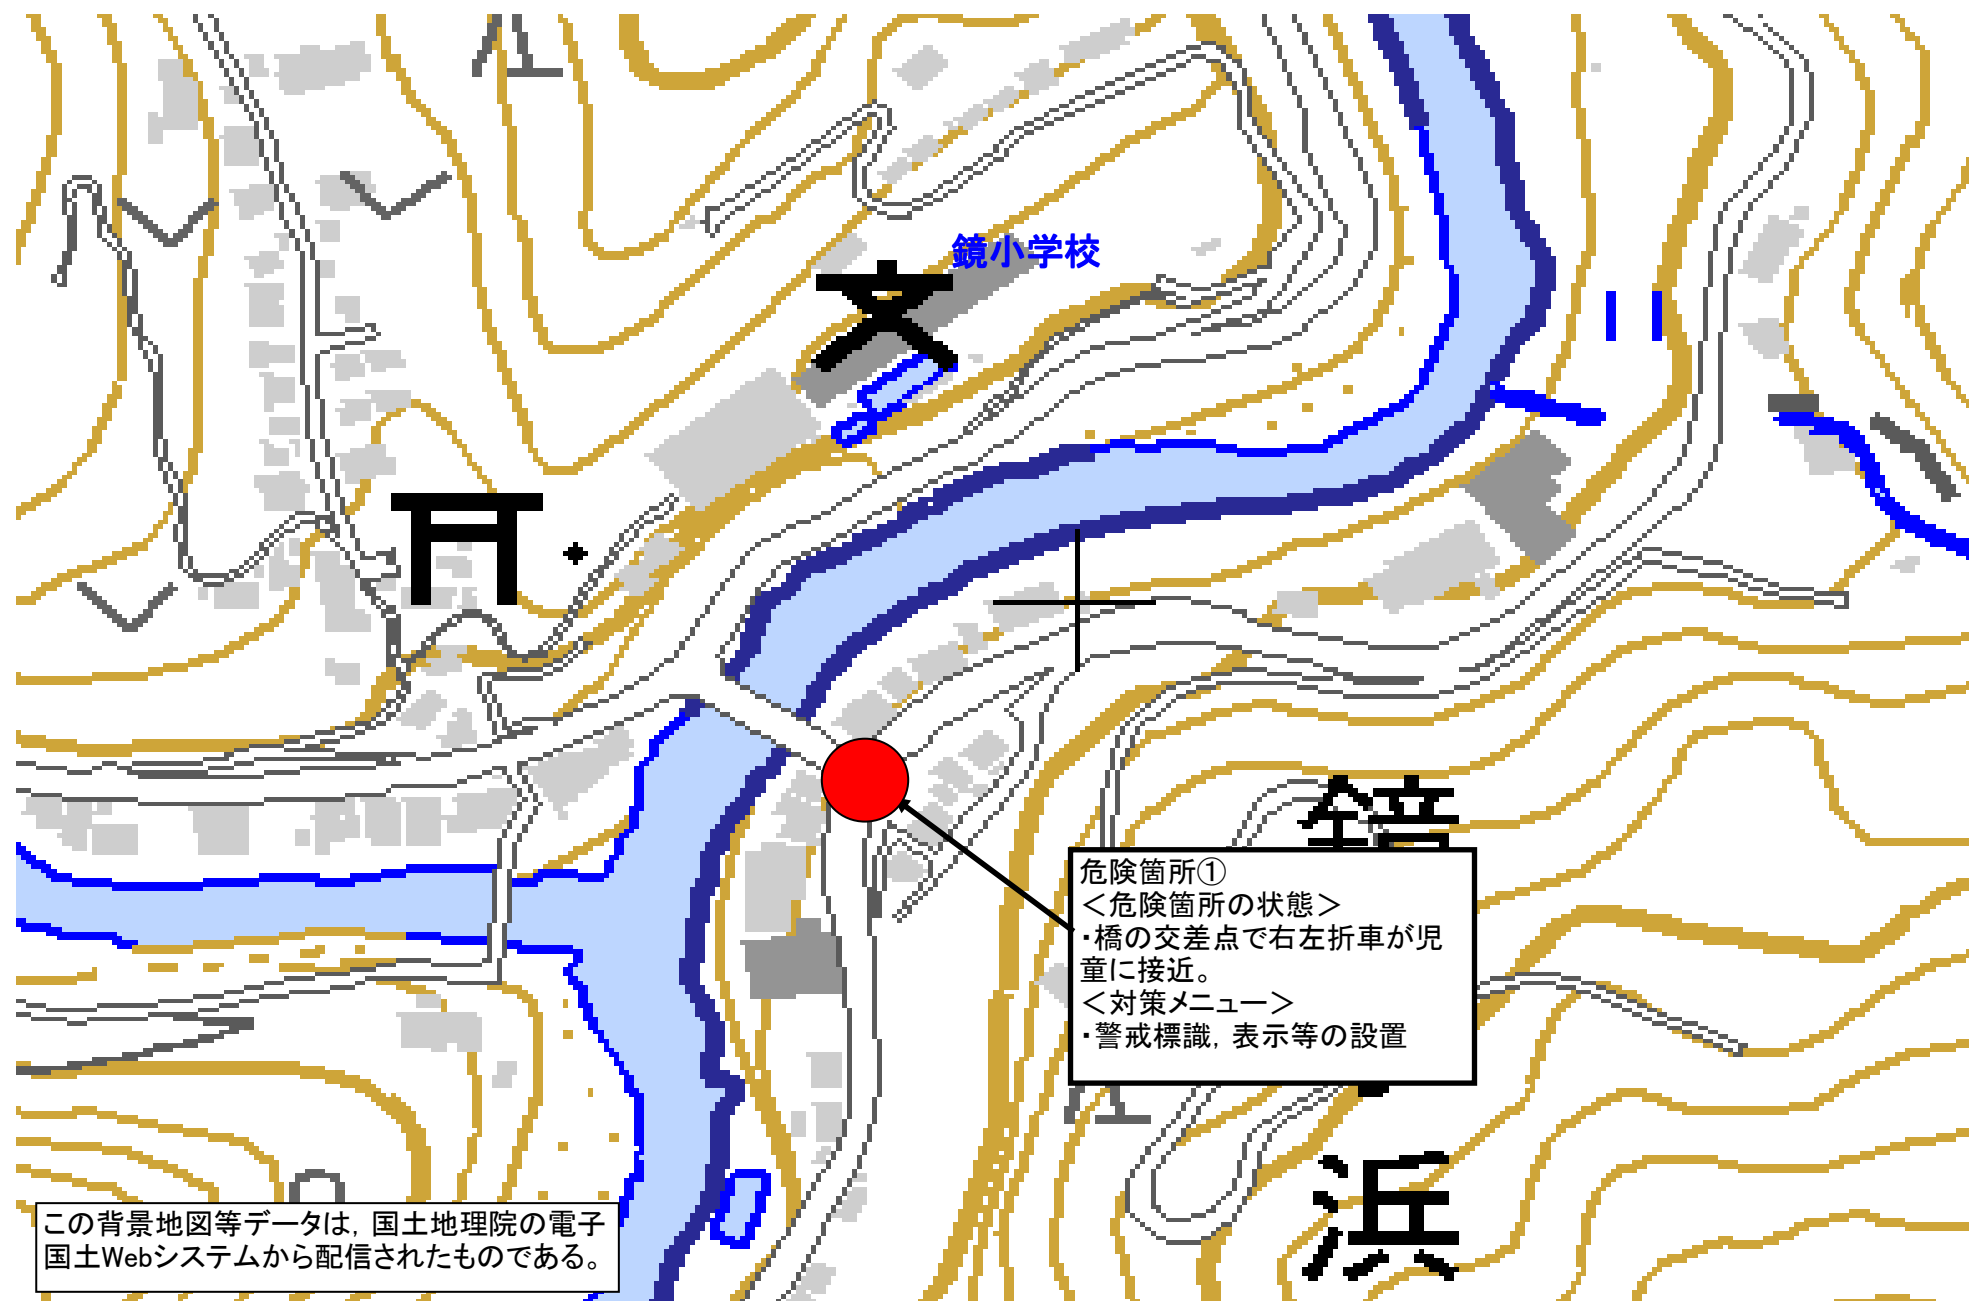 鏡小学校
文
鏡
危険箇所①
＜危険箇所の状態＞
・橋の交差点で右左折車が児
童に接近。
＜対策メニュー＞
・警戒標識，表示等の設置
浜
この背景地図等データは，国土地理院の電子
国土Webシステムから配信されたものである。